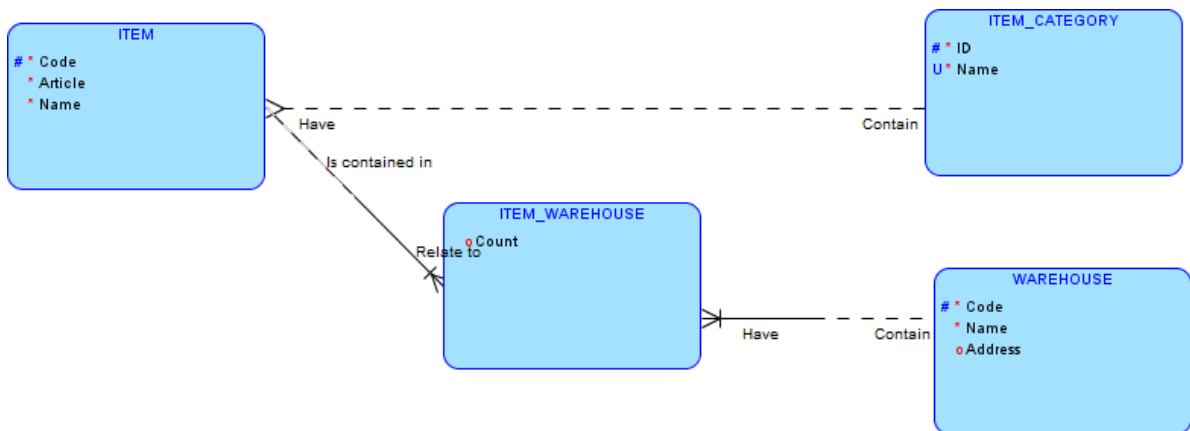 ITEM
# * Code
* Article
* Name
ITEM_CATEGORY
# * ID
U * Name
Have
Contain
Is contained in
ITEM_WAREHOUSE
o Count
Relate to
WAREHOUSE
# * Code
* Name
o Address
Have
Contain